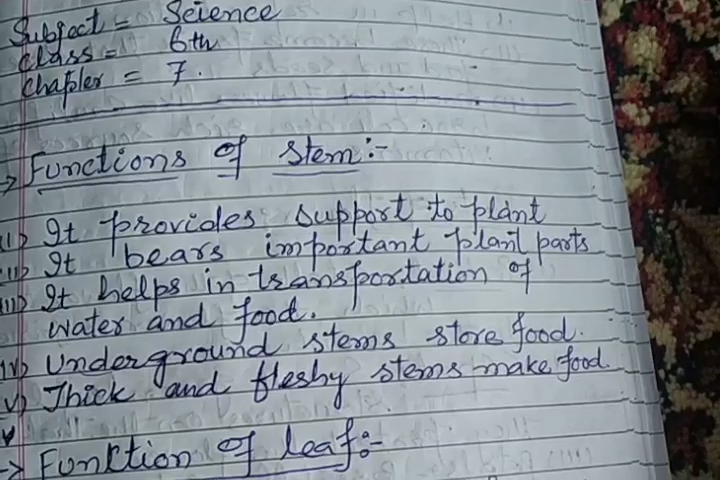 Subject = Science
Class = 6th
Chapter = 7.
→ Functions of stem:-
(i) It provides support to plant
(ii) It bears important plant parts
(iii) It helps in transportation of
water and food.
(iv) Underground stems store food.
v) Thick and fleshy stems make food.
→ Funktion of leaf:-